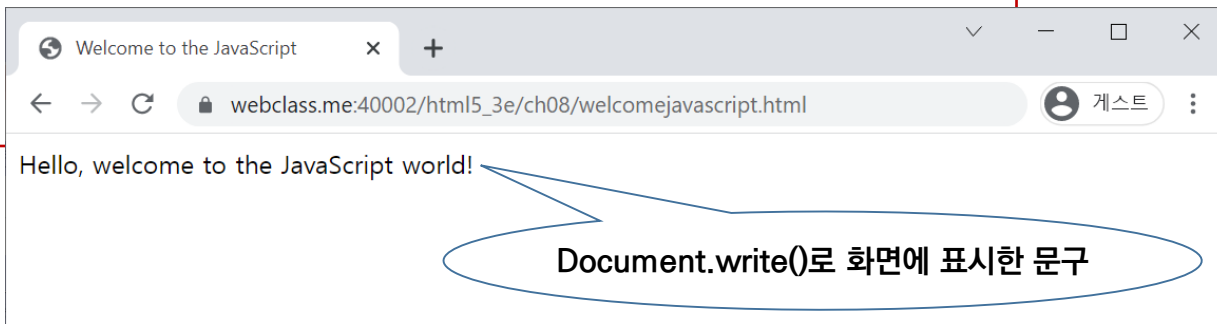 Welcome to the JavaScript
webclass.me:40002/html5_3e/ch08/welcomejavascript.html
게스트
Hello, welcome to the JavaScript world!
Document.write()로 화면에 표시한 문구